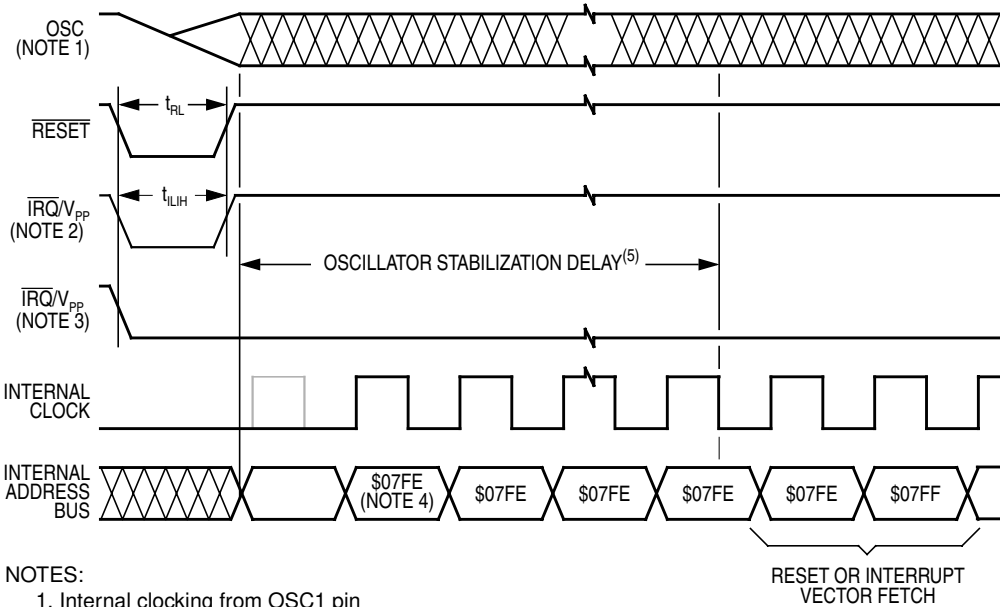 OSC
(NOTE 1)
t_RL
RESET
t_ILIH
IRQ/V_PP
(NOTE 2)
OSCILLATOR STABILIZATION DELAY(5)
IRQ/V_PP
(NOTE 3)
INTERNAL
CLOCK
INTERNAL
ADDRESS
BUS
$07FE
(NOTE 4)
$07FE
$07FE
$07FE
$07FE
$07FF
RESET OR INTERRUPT
VECTOR FETCH
NOTES:
1. Internal clocking from OSC1 pin